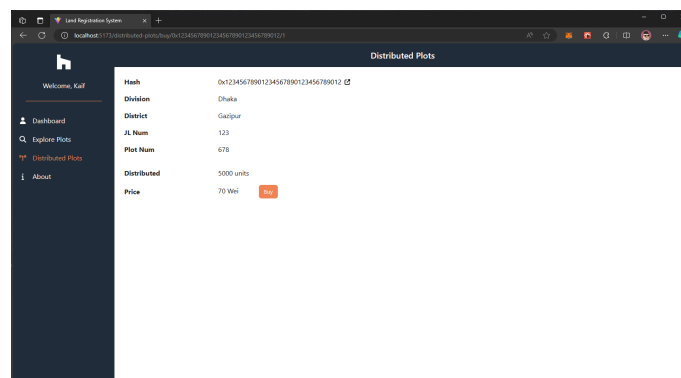 Land Registration System
localhost:5173/distributed-plots/buy/0x12345678901234567890123456789012/1
Distributed Plots
Welcome, Kaif
Dashboard
Explore Plots
Distributed Plots
About
Hash 0x12345678901234567890123456789012
Division Dhaka
District Gazipur
JL Num 123
Plot Num 678
Distributed 5000 units
Price 70 Wei Buy